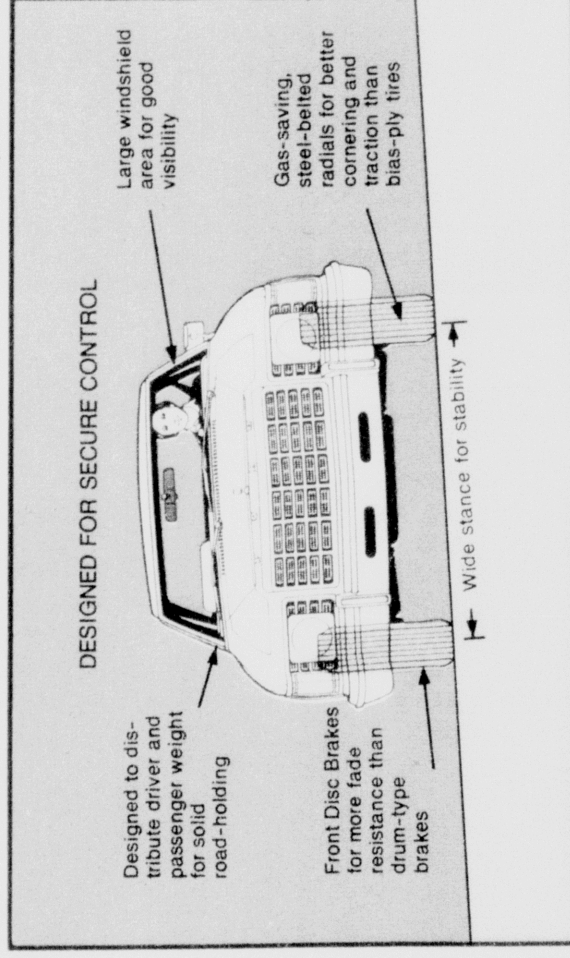 DESIGNED FOR SECURE CONTROL
Designed to dis-
tribute driver and
passenger weight
for solid
road-holding
Large windshield
area for good
visibility
Front Disc Brakes
for more fade
resistance than
drum-type
brakes
Gas-saving,
steel-belted
radials for better
cornering and
traction than
bias-ply tires
Wide stance for stability